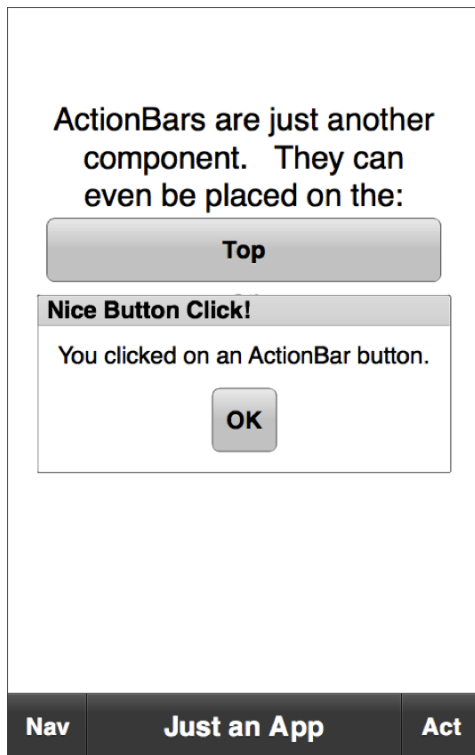 ActionBars are just another
component.   They can
even be placed on the:
Top
Nice Button Click!
You clicked on an ActionBar button.
OK
Nav
Just an App
Act